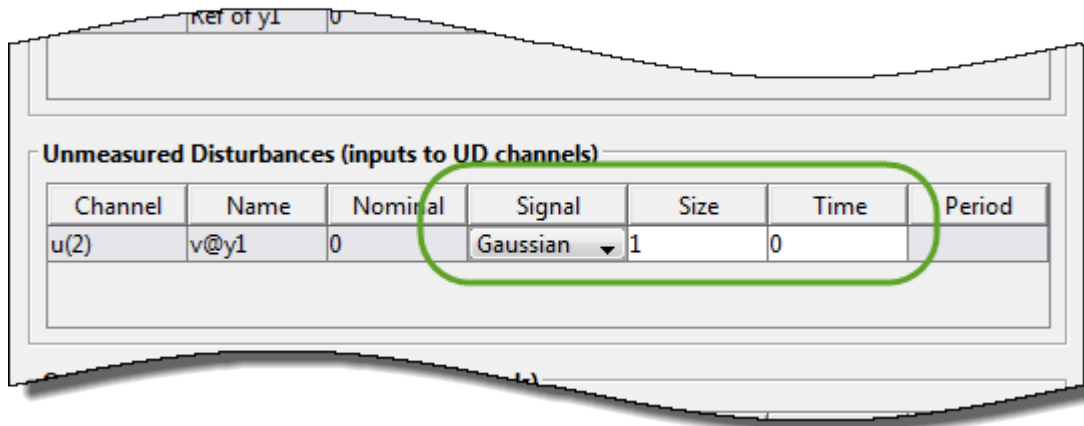 Ref of y1 0
Unmeasured Disturbances (inputs to UD channels)
Channel Name Nominal Signal Size Time Period
u(2) v@y1 0 Gaussian 1 0